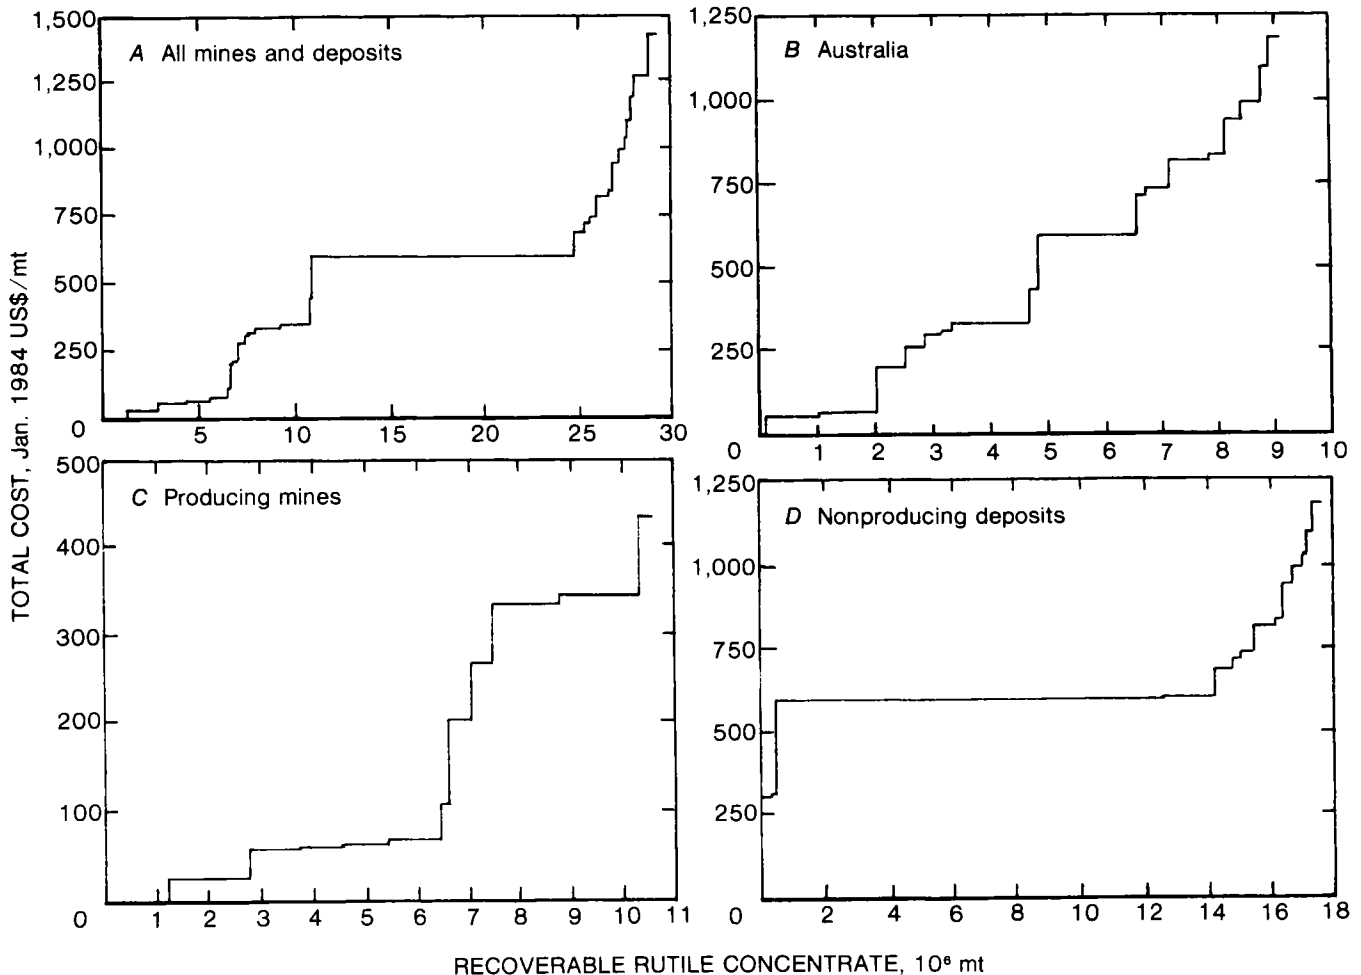 TOTAL COST, Jan. 1984 US$/mt
A All mines and deposits
1,500
1,250
1,000
750
500
250
0
5 10 15 20 25 30
B Australia
1,250
1,000
750
500
250
0
1 2 3 4 5 6 7 8 9 10
C Producing mines
500
400
300
200
100
0
1 2 3 4 5 6 7 8 9 10 11
D Nonproducing deposits
1,250
1,000
750
500
250
0
2 4 6 8 10 12 14 16 18
RECOVERABLE RUTILE CONCENTRATE, 10⁶ mt